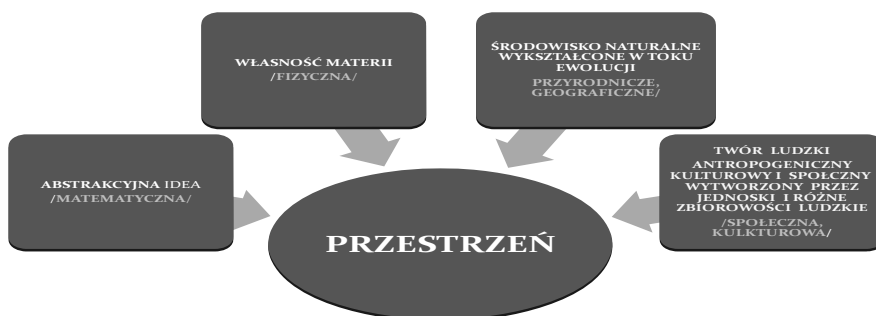 WŁASNOŚĆ MATERII
/FIZYCZNA/
ŚRODOWISKO NATURALNE
WYKSZTAŁCONE W TOKU
EWOLUCJI
PRZYRODNICZE,
GEOGRAFICZNE/
ABSTRAKCYJNA IDEA
/MATEMATYCZNA/
TWÓR LUDZKI
ANTROPOGENICZNY
KULTUROWY I SPOŁCZNY
WYTWORZONY PRZEZ
JEDNOSKI I RÓŻNE
ZBIOROWOŚCI LUDZKIE
/SPOŁECZNA,
KULKTUROWA/
PRZESTRZEŃ